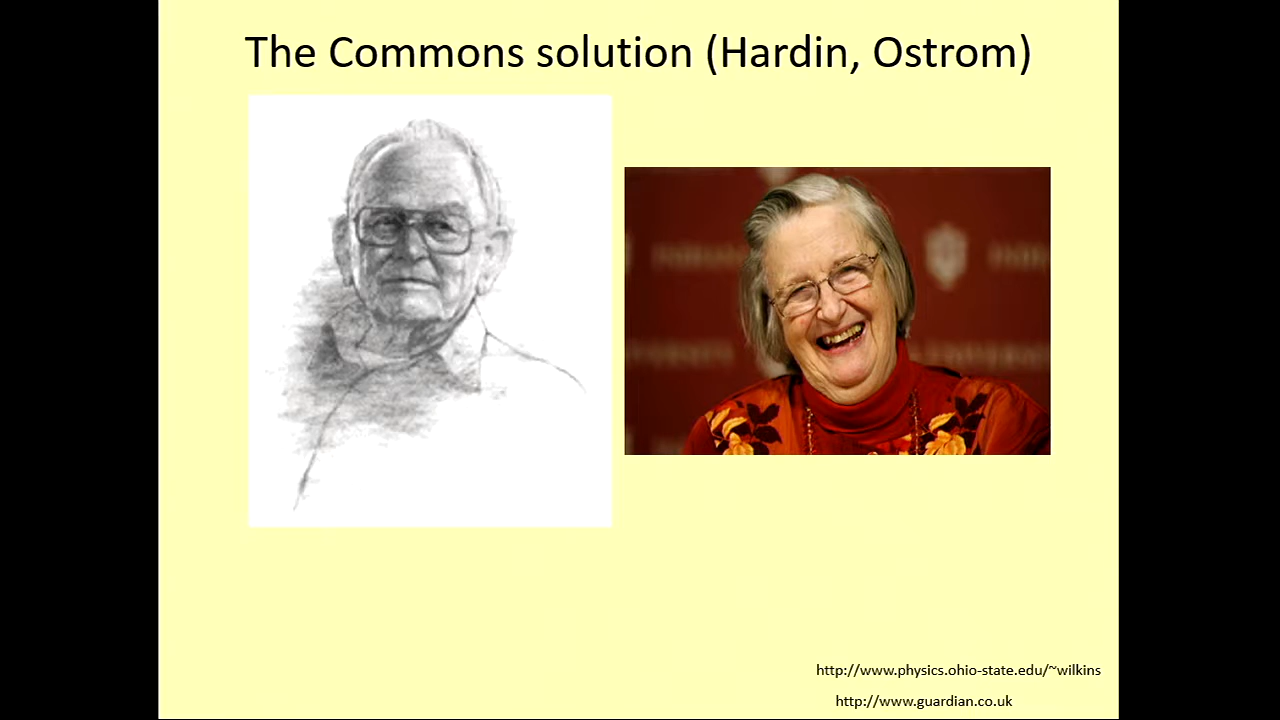 The Commons solution (Hardin, Ostrom)
http://www.physics.ohio-state.edu/~wilkins
http://www.guardian.co.uk